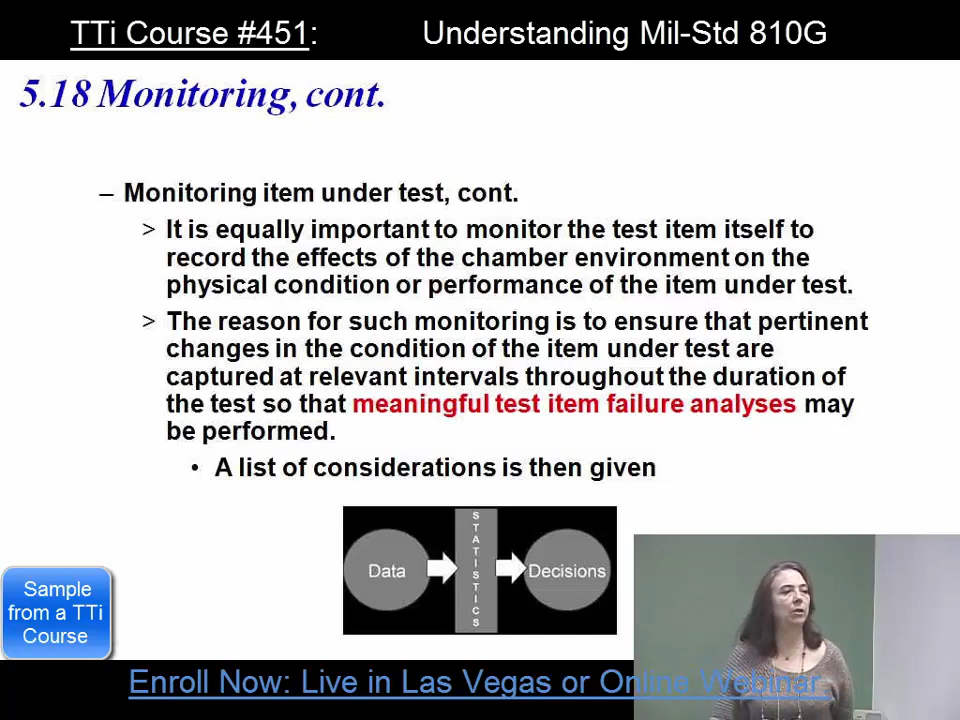 TTi Course #451: Understanding Mil-Std 810G
5.18 Monitoring, cont.
– Monitoring item under test, cont.
> It is equally important to monitor the test item itself to
record the effects of the chamber environment on the
physical condition or performance of the item under test.
> The reason for such monitoring is to ensure that pertinent
changes in the condition of the item under test are
captured at relevant intervals throughout the duration of
the test so that meaningful test item failure analyses may
be performed.
• A list of considerations is then given
Data
STATISTICS
Decisions
Sample
from a TTi
Course
Enroll Now: Live in Las Vegas or Online Webinar.